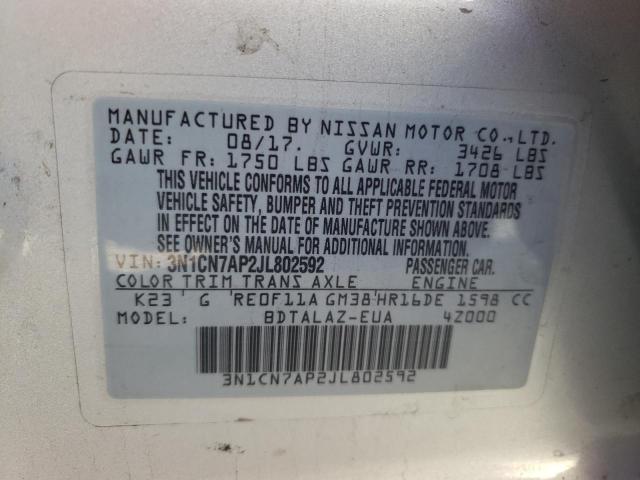 MANUFACTURED BY NISSAN MOTOR CO., LTD.
DATE: 08/17. GVWR: 3426 LBS
GAWR FR: 1750 LBS GAWR RR: 1708 LBS
THIS VEHICLE CONFORMS TO ALL APPLICABLE FEDERAL MOTOR
VEHICLE SAFETY, BUMPER AND THEFT PREVENTION STANDARDS
IN EFFECT ON THE DATE OF MANUFACTURE SHOWN ABOVE.
SEE OWNER'S MANUAL FOR ADDITIONAL INFORMATION
VIN: 3N1CN7AP2JL802592 PASSENGER CAR.
COLOR TRIM TRANS AXLE ENGINE
K23 G RE0F11A GM38 HR16DE 1598 CC
MODEL: BDTALAZ-EUA 4Z000
3N1CN7AP2JL802592